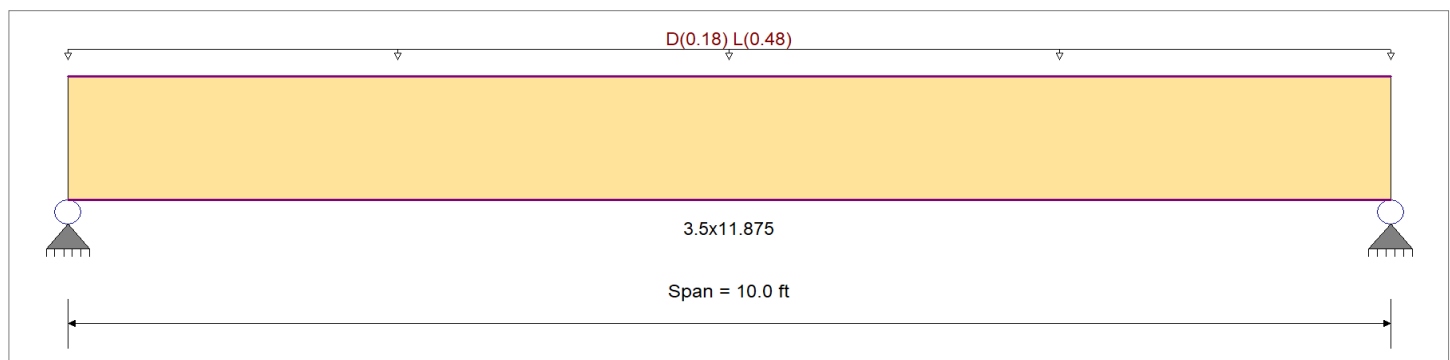 D(0.18) L(0.48)
3.5x11.875
Span = 10.0 ft